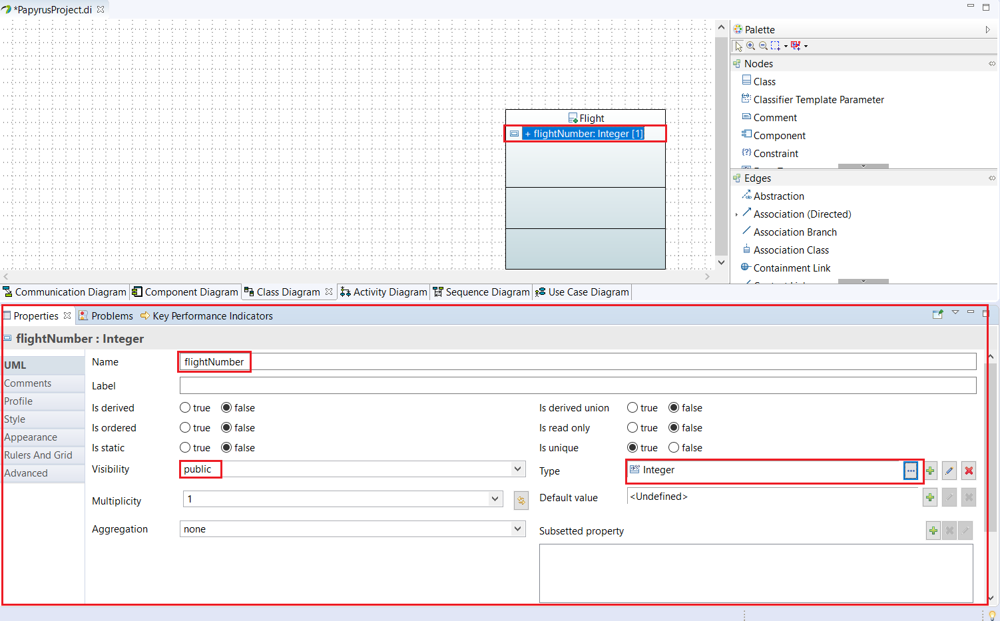 *PapyrusProject.di
Palette
Nodes
Class
Classifier Template Parameter
Comment
Component
{?} Constraint
Flight
+ flightNumber: Integer [1]
Edges
Abstraction
Association (Directed)
Association Branch
Association Class
Containment Link
Communication Diagram
Component Diagram
Class Diagram
Activity Diagram
Sequence Diagram
Use Case Diagram
Properties
Problems
Key Performance Indicators
flightNumber : Integer
UML
Comments
Profile
Style
Appearance
Rulers And Grid
Advanced
Name flightNumber
Label
Is derived true false
Is derived union true false
Is ordered true false
Is read only true false
Is static true false
Is unique true false
Visibility public
Type Integer ...
Multiplicity 1
Default value <Undefined>
Aggregation none
Subsetted property